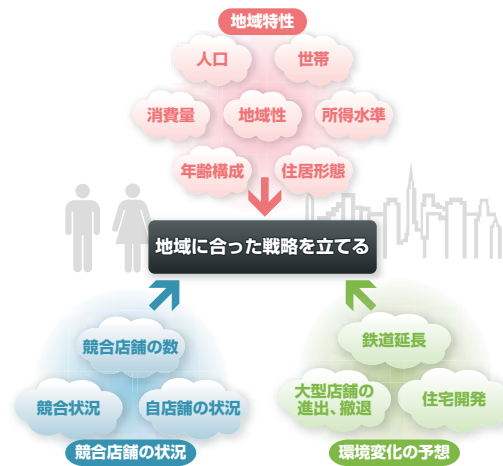 地域特性
人口
世帯
消費量
地域性
所得水準
年齢構成
住居形態
地域に合った戦略を立てる
競合店舗の数
競合状況
自店舗の状況
競合店舗の状況
鉄道延長
大型店舗の
進出、撤退
住宅開発
環境変化の予想